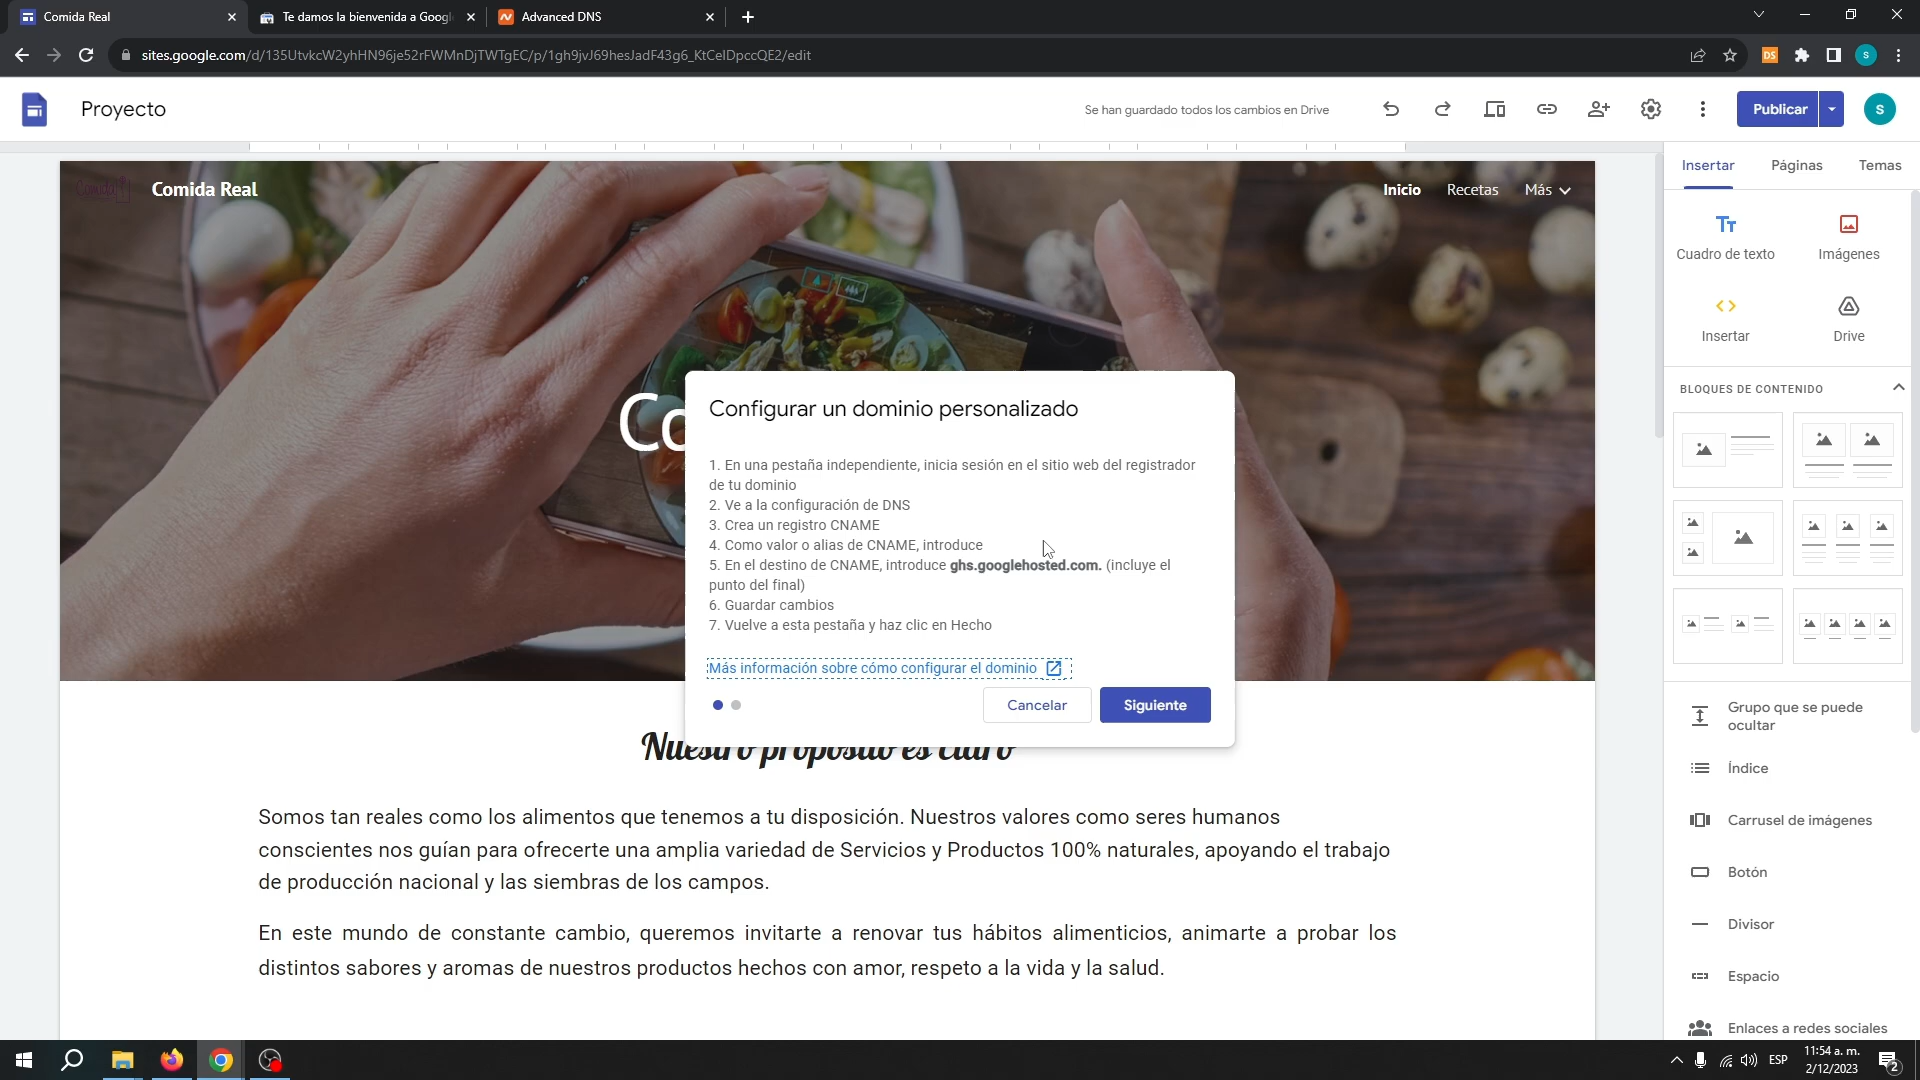 Comida Real
Te damos la bienvenida a Googl
Advanced DNS
sites.google.com/d/135UtvkcW2yhHN96je52rFWMnDjTWTgEC/p/1gh9jvJ69hesJadF43g6_KtCeIDpccQE2/edit
DS
S
Proyecto
Se han guardado todos los cambios en Drive
Publicar
S
Insertar
Páginas
Temas
Comida Real
Inicio
Recetas
Más
Cuadro de texto
Imágenes
Insertar
Drive
BLOQUES DE CONTENIDO
Co
Configurar un dominio personalizado
1. En una pestaña independiente, inicia sesión en el sitio web del registrador
de tu dominio
2. Ve a la configuración de DNS
3. Crea un registro CNAME
4. Como valor o alias de CNAME, introduce
5. En el destino de CNAME, introduce ghs.googlehosted.com. (incluye el
punto del final)
6. Guardar cambios
7. Vuelve a esta pestaña y haz clic en Hecho
Más información sobre cómo configurar el dominio
Cancelar
Siguiente
Nuestro propósito es claro
Somos tan reales como los alimentos que tenemos a tu disposición. Nuestros valores como seres humanos
conscientes nos guían para ofrecerte una amplia variedad de Servicios y Productos 100% naturales, apoyando el trabajo
de producción nacional y las siembras de los campos.
En este mundo de constante cambio, queremos invitarte a renovar tus hábitos alimenticios, animarte a probar los
distintos sabores y aromas de nuestros productos hechos con amor, respeto a la vida y la salud.
Grupo que se puede
ocultar
Índice
Carrusel de imágenes
Botón
Divisor
Espacio
Enlaces a redes sociales
ESP
11:54 a. m.
2/12/2023
2